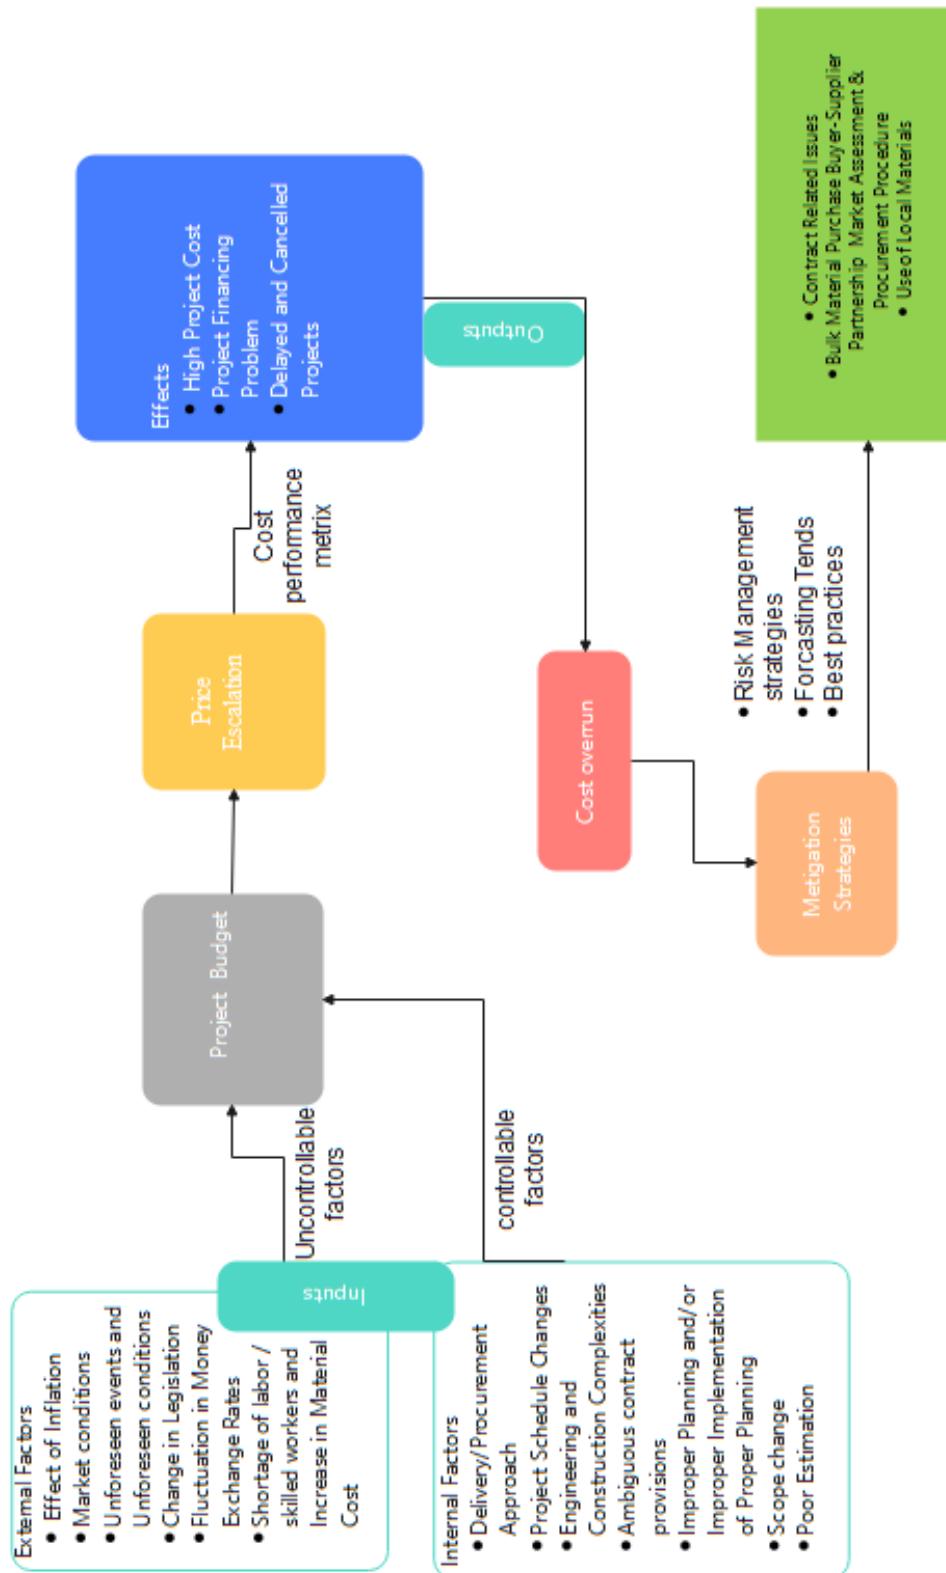 External Factors
● Effect of Inflation
● Market conditions
● Unforeseen events and
Unforeseen conditions
● Change in Legislation
● Fluctuation in Money
Exchange Rates
● Shortage of labor /
skilled workers and
Increase in Material
Cost
Inputs
Internal Factors
● Delivery/Procurement
Approach
● Project Schedule Changes
● Engineering and
Construction Complexities
● Ambiguous contract
provisions
● Improper Planning and/or
Improper Implementation
of Proper Planning
● Scope change
● Poor Estimation
Uncontrollable
factors
controllable
factors
Project Budget
Price
Escalation
Cost
performance
metrix
Effects
● High Project Cost
● Project Financing
Problem
● Delayed and Cancelled
Projects
Outputs
Cost overrun
Metigation
Strategies
● Risk Management
strategies
● Forcasting Tends
● Best practices
● Contract Related Issues
● Bulk Material Purchase Buyer-Supplier
Partnership Market Assessment &
Procurement Procedure
● Use of Local Materials